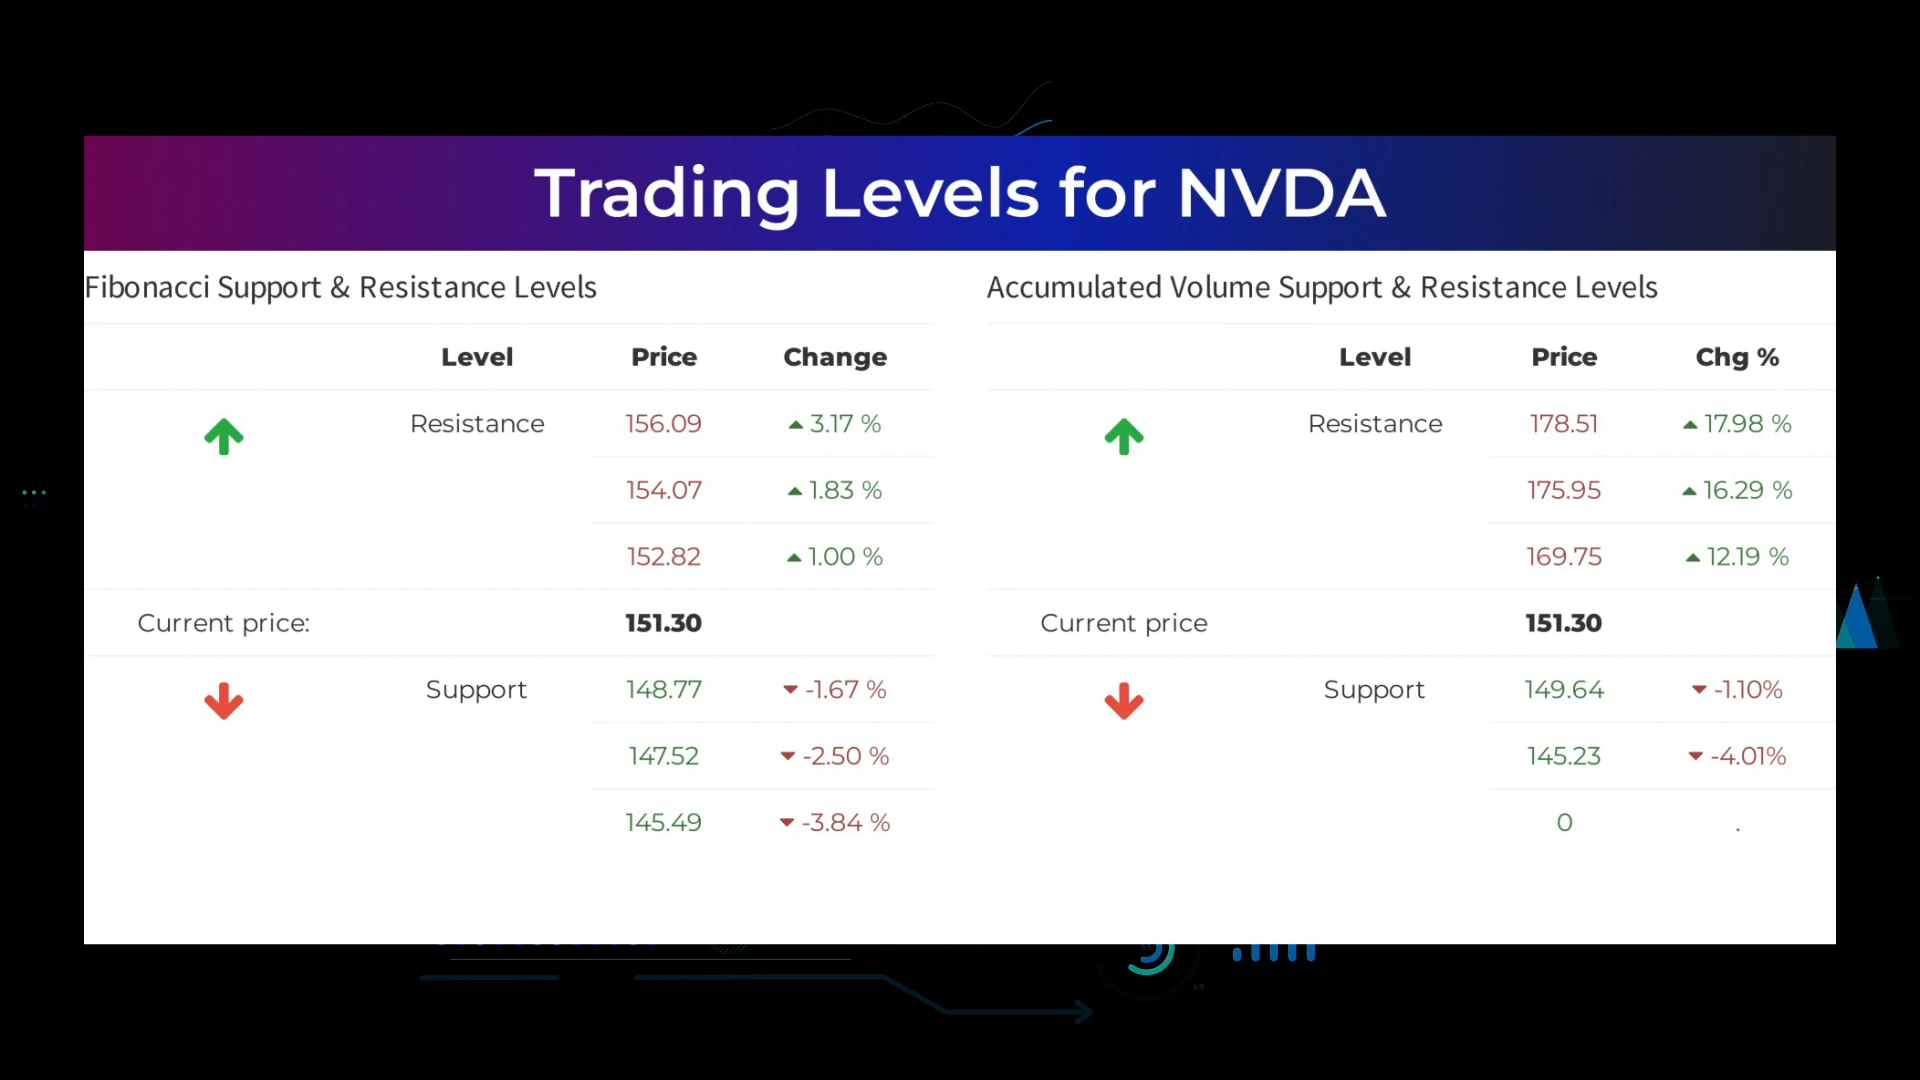 Trading Levels for NVDA
Fibonacci Support & Resistance Levels
Level Price Change
Resistance 156.09 3.17 %
154.07 1.83 %
152.82 1.00 %
Current price: 151.30
Support 148.77 -1.67 %
147.52 -2.50 %
145.49 -3.84 %
Accumulated Volume Support & Resistance Levels
Level Price Chg %
Resistance 178.51 17.98 %
175.95 16.29 %
169.75 12.19 %
Current price 151.30
Support 149.64 -1.10%
145.23 -4.01%
0 .